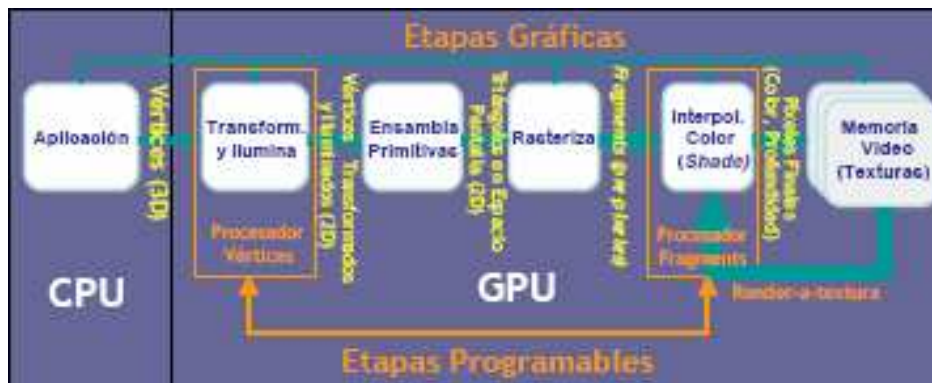 Etapas Gráficas
Aplicación
Vértices (3D)
Transform.
y Ilumina
Procesador
Vértices
Vértices Transformados
y Iluminados (2D)
Ensambla
Primitivas
Triángulos en Espacio
Pantalla (2D)
Rasteriza
Fragments (pre-píxeles)
Interpol.
Color
(Shade)
Procesador
Fragments
Píxeles Finales
(Color, Profundidad)
Memoria
Video
(Texturas)
CPU
GPU
Render-a-textura
Etapas Programables